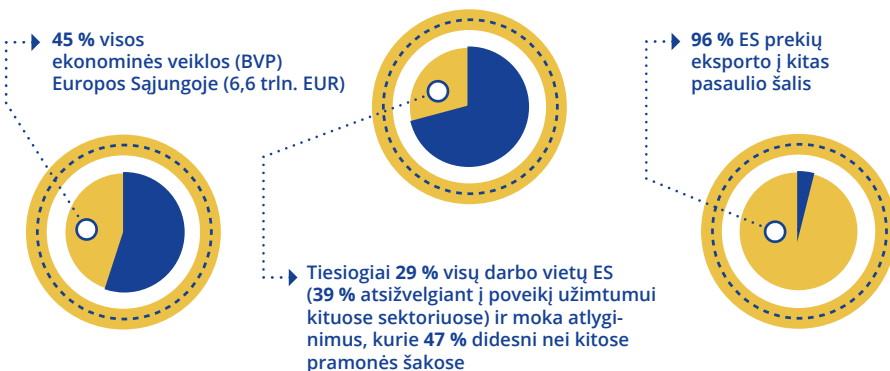 45 % visos
ekonominės veiklos (BVP)
Europos Sąjungoje (6,6 trln. EUR)
96 % ES prekių
eksporto į kitas
pasaulio šalis
Tiesiogiai 29 % visų darbo vietų ES
(39 % atsižvelgiant į poveikį užimtumui
kituose sektoriuose) ir moka atlygi-
nimus, kurie 47 % didesni nei kitose
pramonės šakose